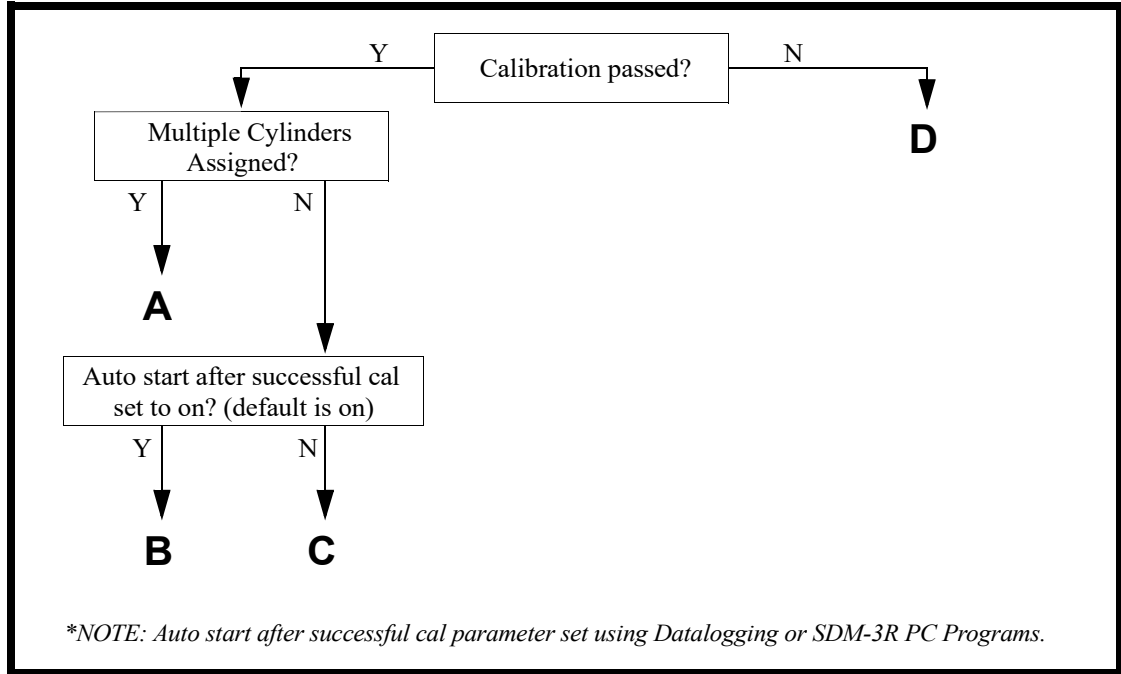 Y
Calibration passed?
N
D
Multiple Cylinders
Assigned?
Y
N
A
Auto start after successful cal
set to on? (default is on)
Y
N
B
C
*NOTE: Auto start after successful cal parameter set using Datalogging or SDM-3R PC Programs.